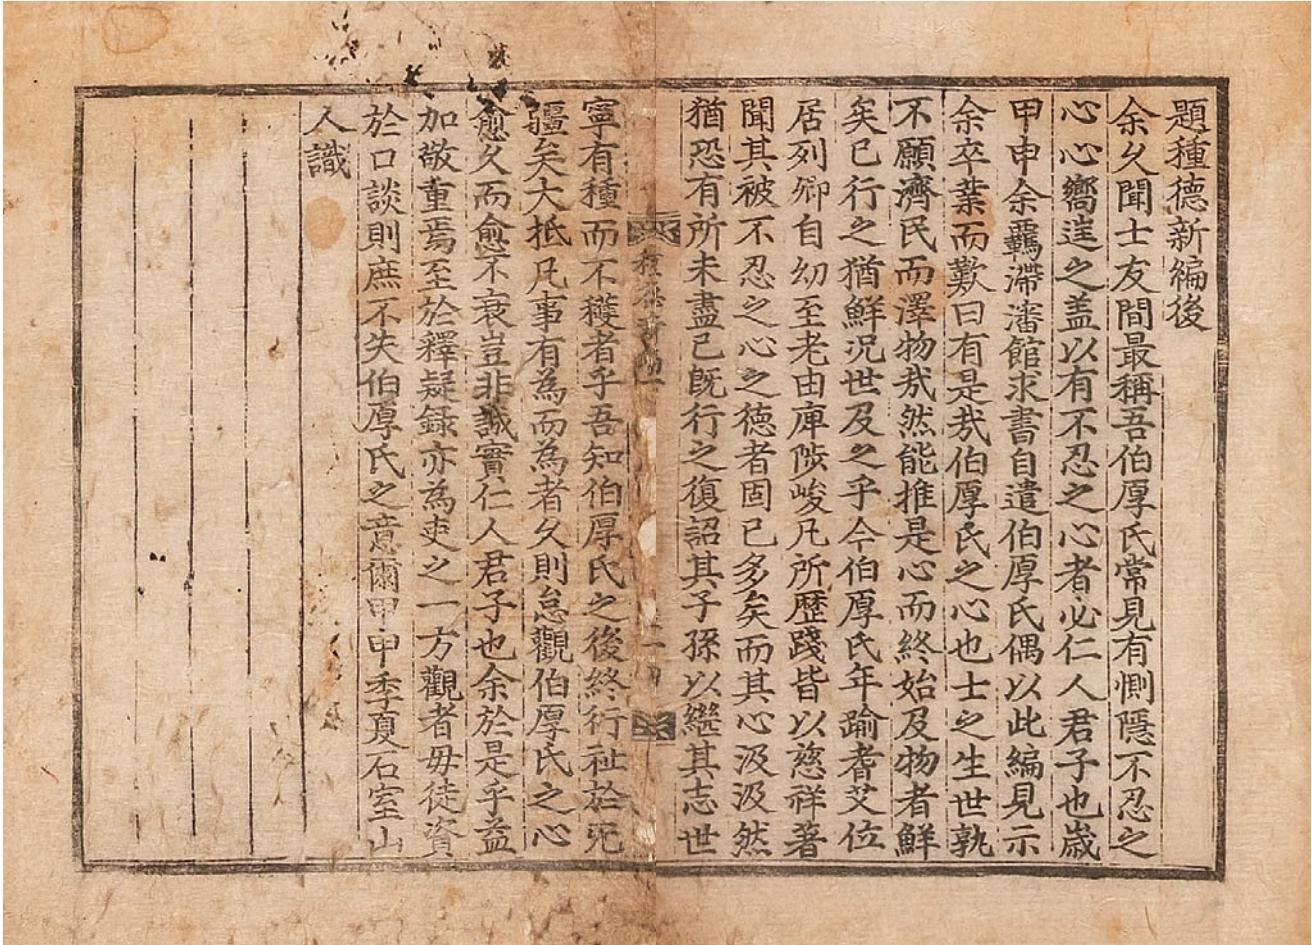 題種德新編後
余久聞士友間最稱吾伯厚氏常見有惻隱不忍之
心心嚮逞之盖以有不忍之心者必仁人君子也歲
甲申余覊滯瀋館求書自遣伯厚氏偶以此編見示
余卒業而歎曰有是㢤伯厚氏之心也士之生世孰
不願濟民而澤物㢤然能推是心而終始及物者鮮
矣已行之猶鮮况世及之乎今伯厚氏年踰耆艾位
居列卿自幼至老由庳陟峻凡所歷踐皆以慈祥著
聞其被不忍之心之德者固已多矣而其心汲汲然
猶恐有所未盡已旣行之復詔其子孫以繼其志世
寧有種而不穫者乎吾知伯厚氏之後終行祉於无
疆矣大抵凡事有為而為者久則怠觀伯厚氏之心
愈久而愈不衰豈非誠實仁人君子也余於是乎益
加敬重焉至於釋疑錄亦為吏之一方觀者毋徒資
於口談則庶不失伯厚氏之意爾甲申季夏石室山
人識